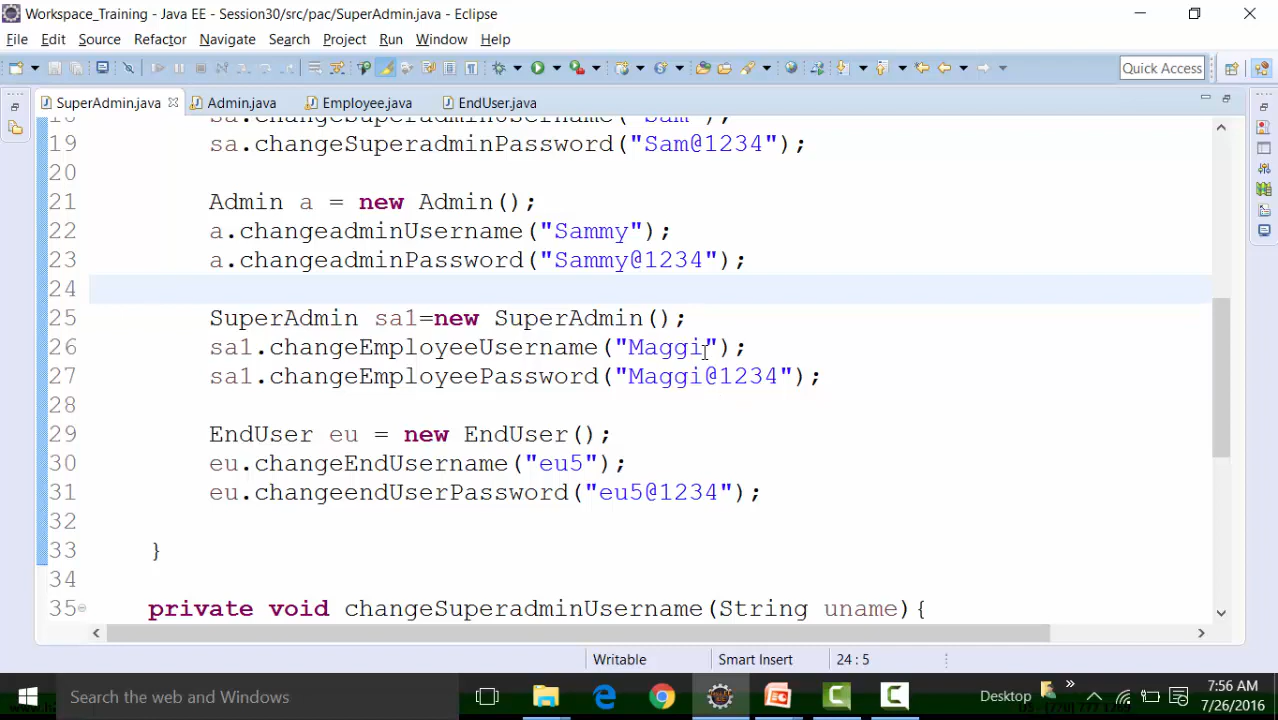 Workspace_Training - Java EE - Session30/src/pac/SuperAdmin.java - Eclipse
File Edit Source Refactor Navigate Search Project Run Window Help
Quick Access
SuperAdmin.java Admin.java Employee.java EndUser.java
18 sa.changeSuperadminUsername("Sam");
19 sa.changeSuperadminPassword("Sam@1234");
20
21 Admin a = new Admin();
22 a.changeadminUsername("Sammy");
23 a.changeadminPassword("Sammy@1234");
24
25 SuperAdmin sa1=new SuperAdmin();
26 sa1.changeEmployeeUsername("Maggi");
27 sa1.changeEmployeePassword("Maggi@1234");
28
29 EndUser eu = new EndUser();
30 eu.changeEndUsername("eu5");
31 eu.changeendUserPassword("eu5@1234");
32
33 }
34
35 private void changeSuperadminUsername(String uname){
Writable Smart Insert 24 : 5
Search the web and Windows
Desktop
7:56 AM
7/26/2016